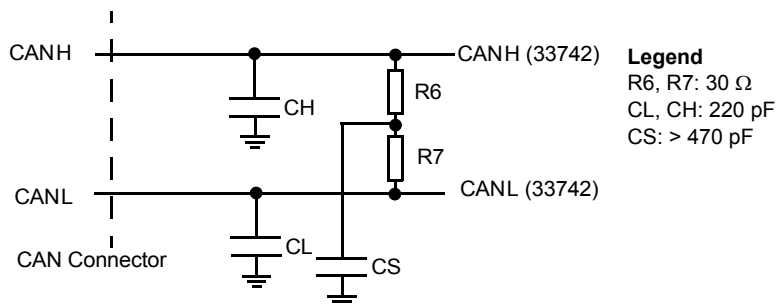 CANH
CANH (33742)
Legend
R6, R7: 30 Ω
CL, CH: 220 pF
CS: > 470 pF
R6
CH
R7
CANL
CANL (33742)
CL
CS
CAN Connector